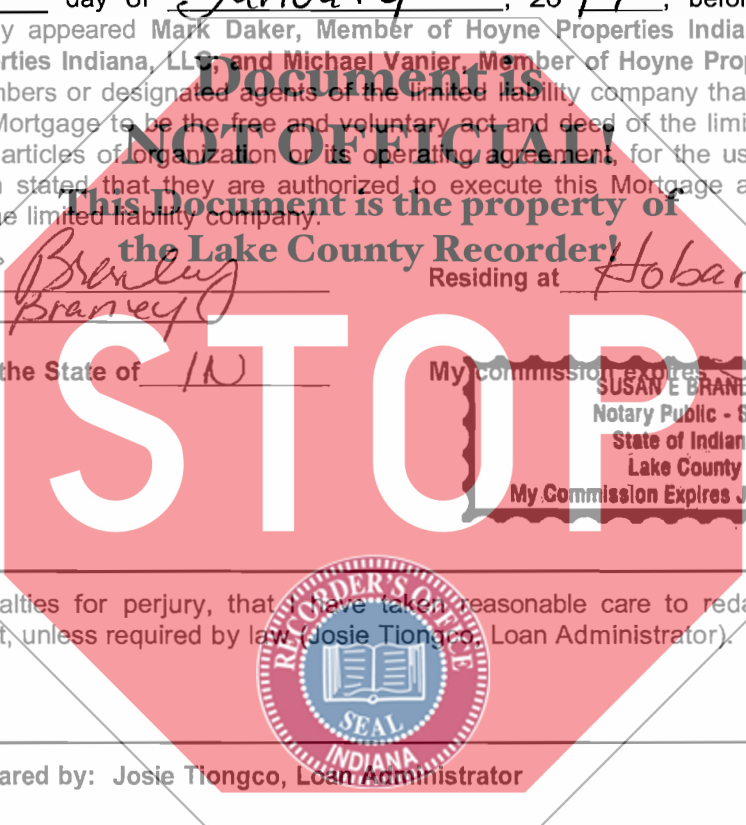 day of January, 20 , befor
y appeared Mark Daker, Member of Hoyne Properties India
rties Indiana, LLC, and Michael Vanier, Member of Hoyne Prop
mbers or designated agents of the limited liability company tha
Mortgage to be the free and voluntary act and deed of the limi
articles of organization or its operating agreement, for the us
n stated that they are authorized to execute this Mortgage a
e limited liability company.
Document is
NOT OFFICIAL!
This Document is the property of
the Lake County Recorder!
Residing at Hobar
Braney
STOP
the State of IN
My commission expires
SUSAN E BRANE
Notary Public - S
State of Indian
Lake County
My Commission Expires J
alties for perjury, that I have taken reasonable care to reda
t, unless required by law (Josie Tiongco, Loan Administrator).
RECORDER'S OFFICE
SEAL
INDIANA
ared by: Josie Tiongco, Loan Administrator